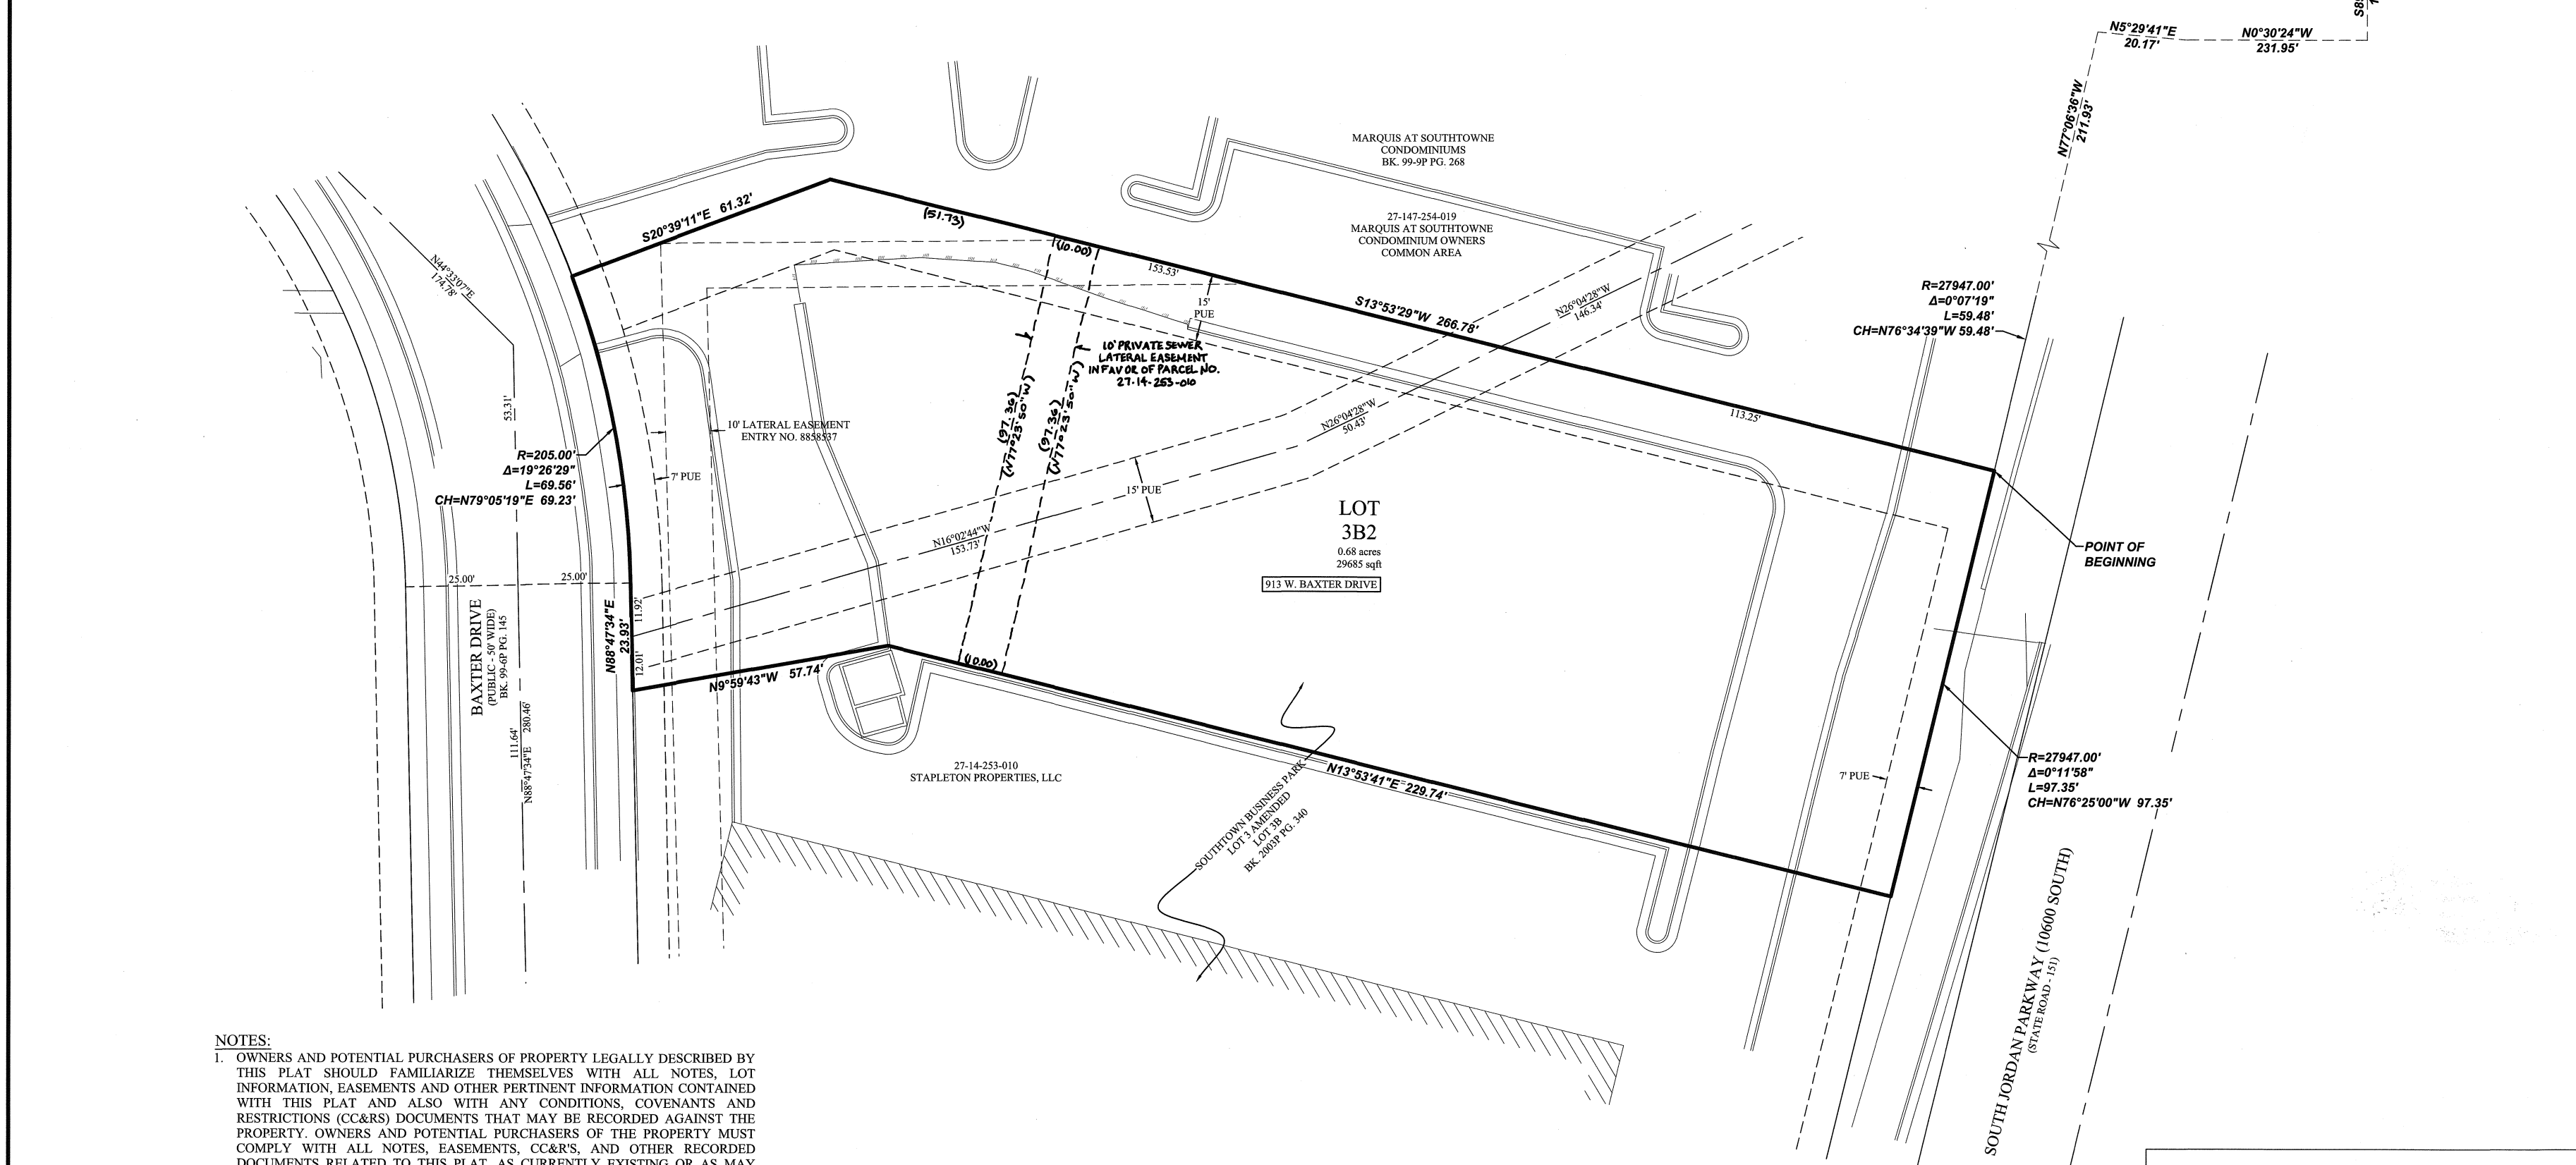 S8
N5°29'41"E
20.17'
N0°30'24"W
231.95'
N77°06'36"W
211.93'
MARQUIS AT SOUTHTOWNE
CONDOMINIUMS
BK. 99-9P PG. 268
27-147-254-019
MARQUIS AT SOUTHTOWNE
CONDOMINIUM OWNERS
COMMON AREA
S20°39'11"E 61.32'
(51.73)
(10.00)
153.53'
15'
PUE
S13°53'29"W 266.78'
N26°04'28"W
146.34'
R=27947.00'
Δ=0°07'19"
L=59.48'
CH=N76°34'39"W 59.48'
N44°33'07"E
174.78'
10' PRIVATE SEWER
LATERAL EASEMENT
IN FAVOR OF PARCEL NO.
27-14-253-010
(97.36)
(N77°23'50"W)
(97.36)
(N77°23'50"W)
N26°04'28"W
50.43'
113.25'
53.31'
10' LATERAL EASEMENT
ENTRY NO. 8858537
R=205.00'
Δ=19°26'29"
L=69.56'
CH=N79°05'19"E 69.23'
7' PUE
15' PUE
N16°02'44"W
153.73'
LOT
3B2
0.68 acres
29685 sqft
913 W. BAXTER DRIVE
POINT OF
BEGINNING
25.00'
25.00'
BAXTER DRIVE
(PUBLIC - 50' WIDE)
BK. 99-6P PG. 145
N88°47'34"E
23.93'
11.92'
12.01'
111.64'
N88°47'34"E 280.46'
N9°59'43"W 57.74'
(10.00)
27-14-253-010
STAPLETON PROPERTIES, LLC
SOUTHTOWN BUSINESS PARK
LOT 3 AMENDED
LOT 3B
BK. 2003P PG. 340
N13°53'41"E 229.74'
7' PUE
R=27947.00'
Δ=0°11'58"
L=97.35'
CH=N76°25'00"W 97.35'
SOUTH JORDAN PARKWAY (10600 SOUTH)
(STATE ROAD - 151)
NOTES:
1. OWNERS AND POTENTIAL PURCHASERS OF PROPERTY LEGALLY DESCRIBED BY
THIS PLAT SHOULD FAMILIARIZE THEMSELVES WITH ALL NOTES, LOT
INFORMATION, EASEMENTS AND OTHER PERTINENT INFORMATION CONTAINED
WITH THIS PLAT AND ALSO WITH ANY CONDITIONS, COVENANTS AND
RESTRICTIONS (CC&RS) DOCUMENTS THAT MAY BE RECORDED AGAINST THE
PROPERTY. OWNERS AND POTENTIAL PURCHASERS OF THE PROPERTY MUST
COMPLY WITH ALL NOTES, EASEMENTS, CC&R'S, AND OTHER RECORDED
DOCUMENTS RELATED TO THIS PLAT, AS CURRENTLY EXISTING OR AS MAY